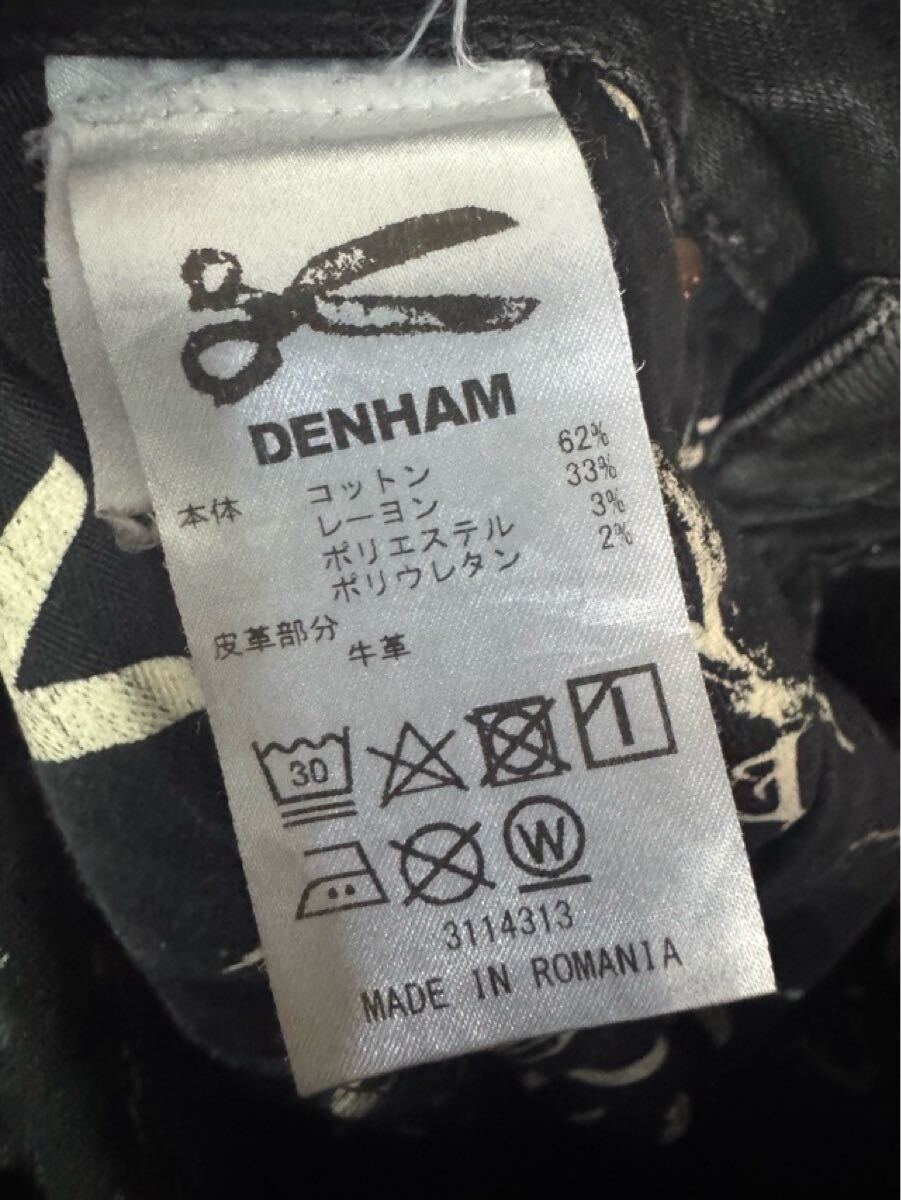 DENHAM
本体 コットン 62%
レーヨン 33%
ポリエステル 3%
ポリウレタン 2%
皮革部分
牛革
30
W
3114313
MADE IN ROMANIA